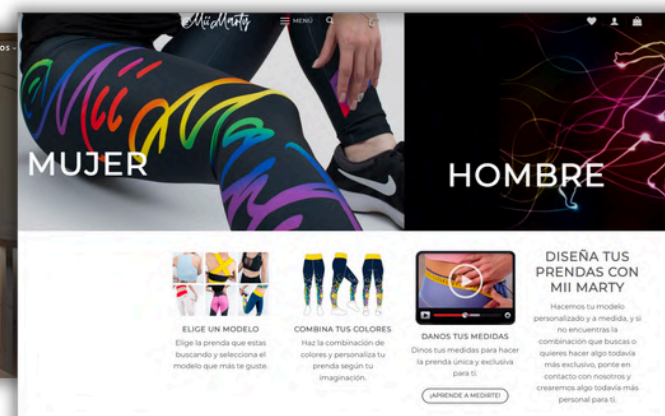 OS
Mii Marty
MENÚ
Mii Ma
MUJER
HOMBRE
ELIGE UN MODELO
Elige la prenda que estas
buscando y selecciona el
modelo que más te guste.
COMBINA TUS COLORES
Haz la combinación de
colores y personaliza tu
prenda según tu
imaginación.
DANOS TUS MEDIDAS
Dinos tus medidas para hacer
la prenda única y exclusiva
para ti.
¡APRENDE A MEDIRTE!
DISEÑA TUS
PRENDAS CON
MII MARTY
Hacemos tu modelo
personalizado y a medida, y si
no encuentras la
combinación que buscas o
quieres hacer algo todavía
más exclusivo, ponte en
contacto con nosotros y
crearemos algo todavía más
personal para ti.